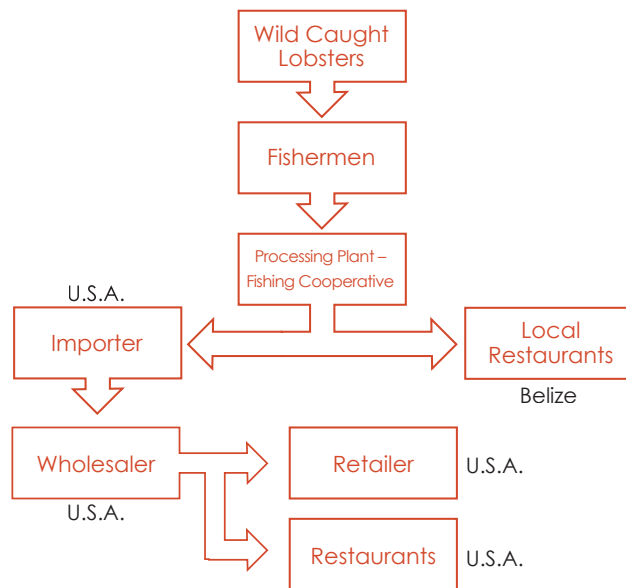 Wild Caught
Lobsters
Fishermen
Processing Plant –
Fishing Cooperative
U.S.A.
Importer
Local
Restaurants
Belize
Wholesaler
U.S.A.
Retailer
U.S.A.
Restaurants
U.S.A.